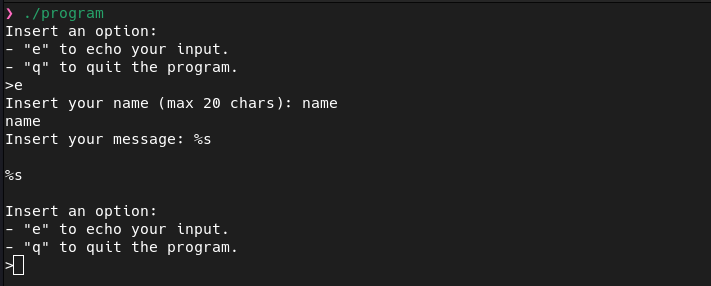 ❯ ./program
Insert an option:
- "e" to echo your input.
- "q" to quit the program.
>e
Insert your name (max 20 chars): name
name
Insert your message: %s
%s
Insert an option:
- "e" to echo your input.
- "q" to quit the program.
>